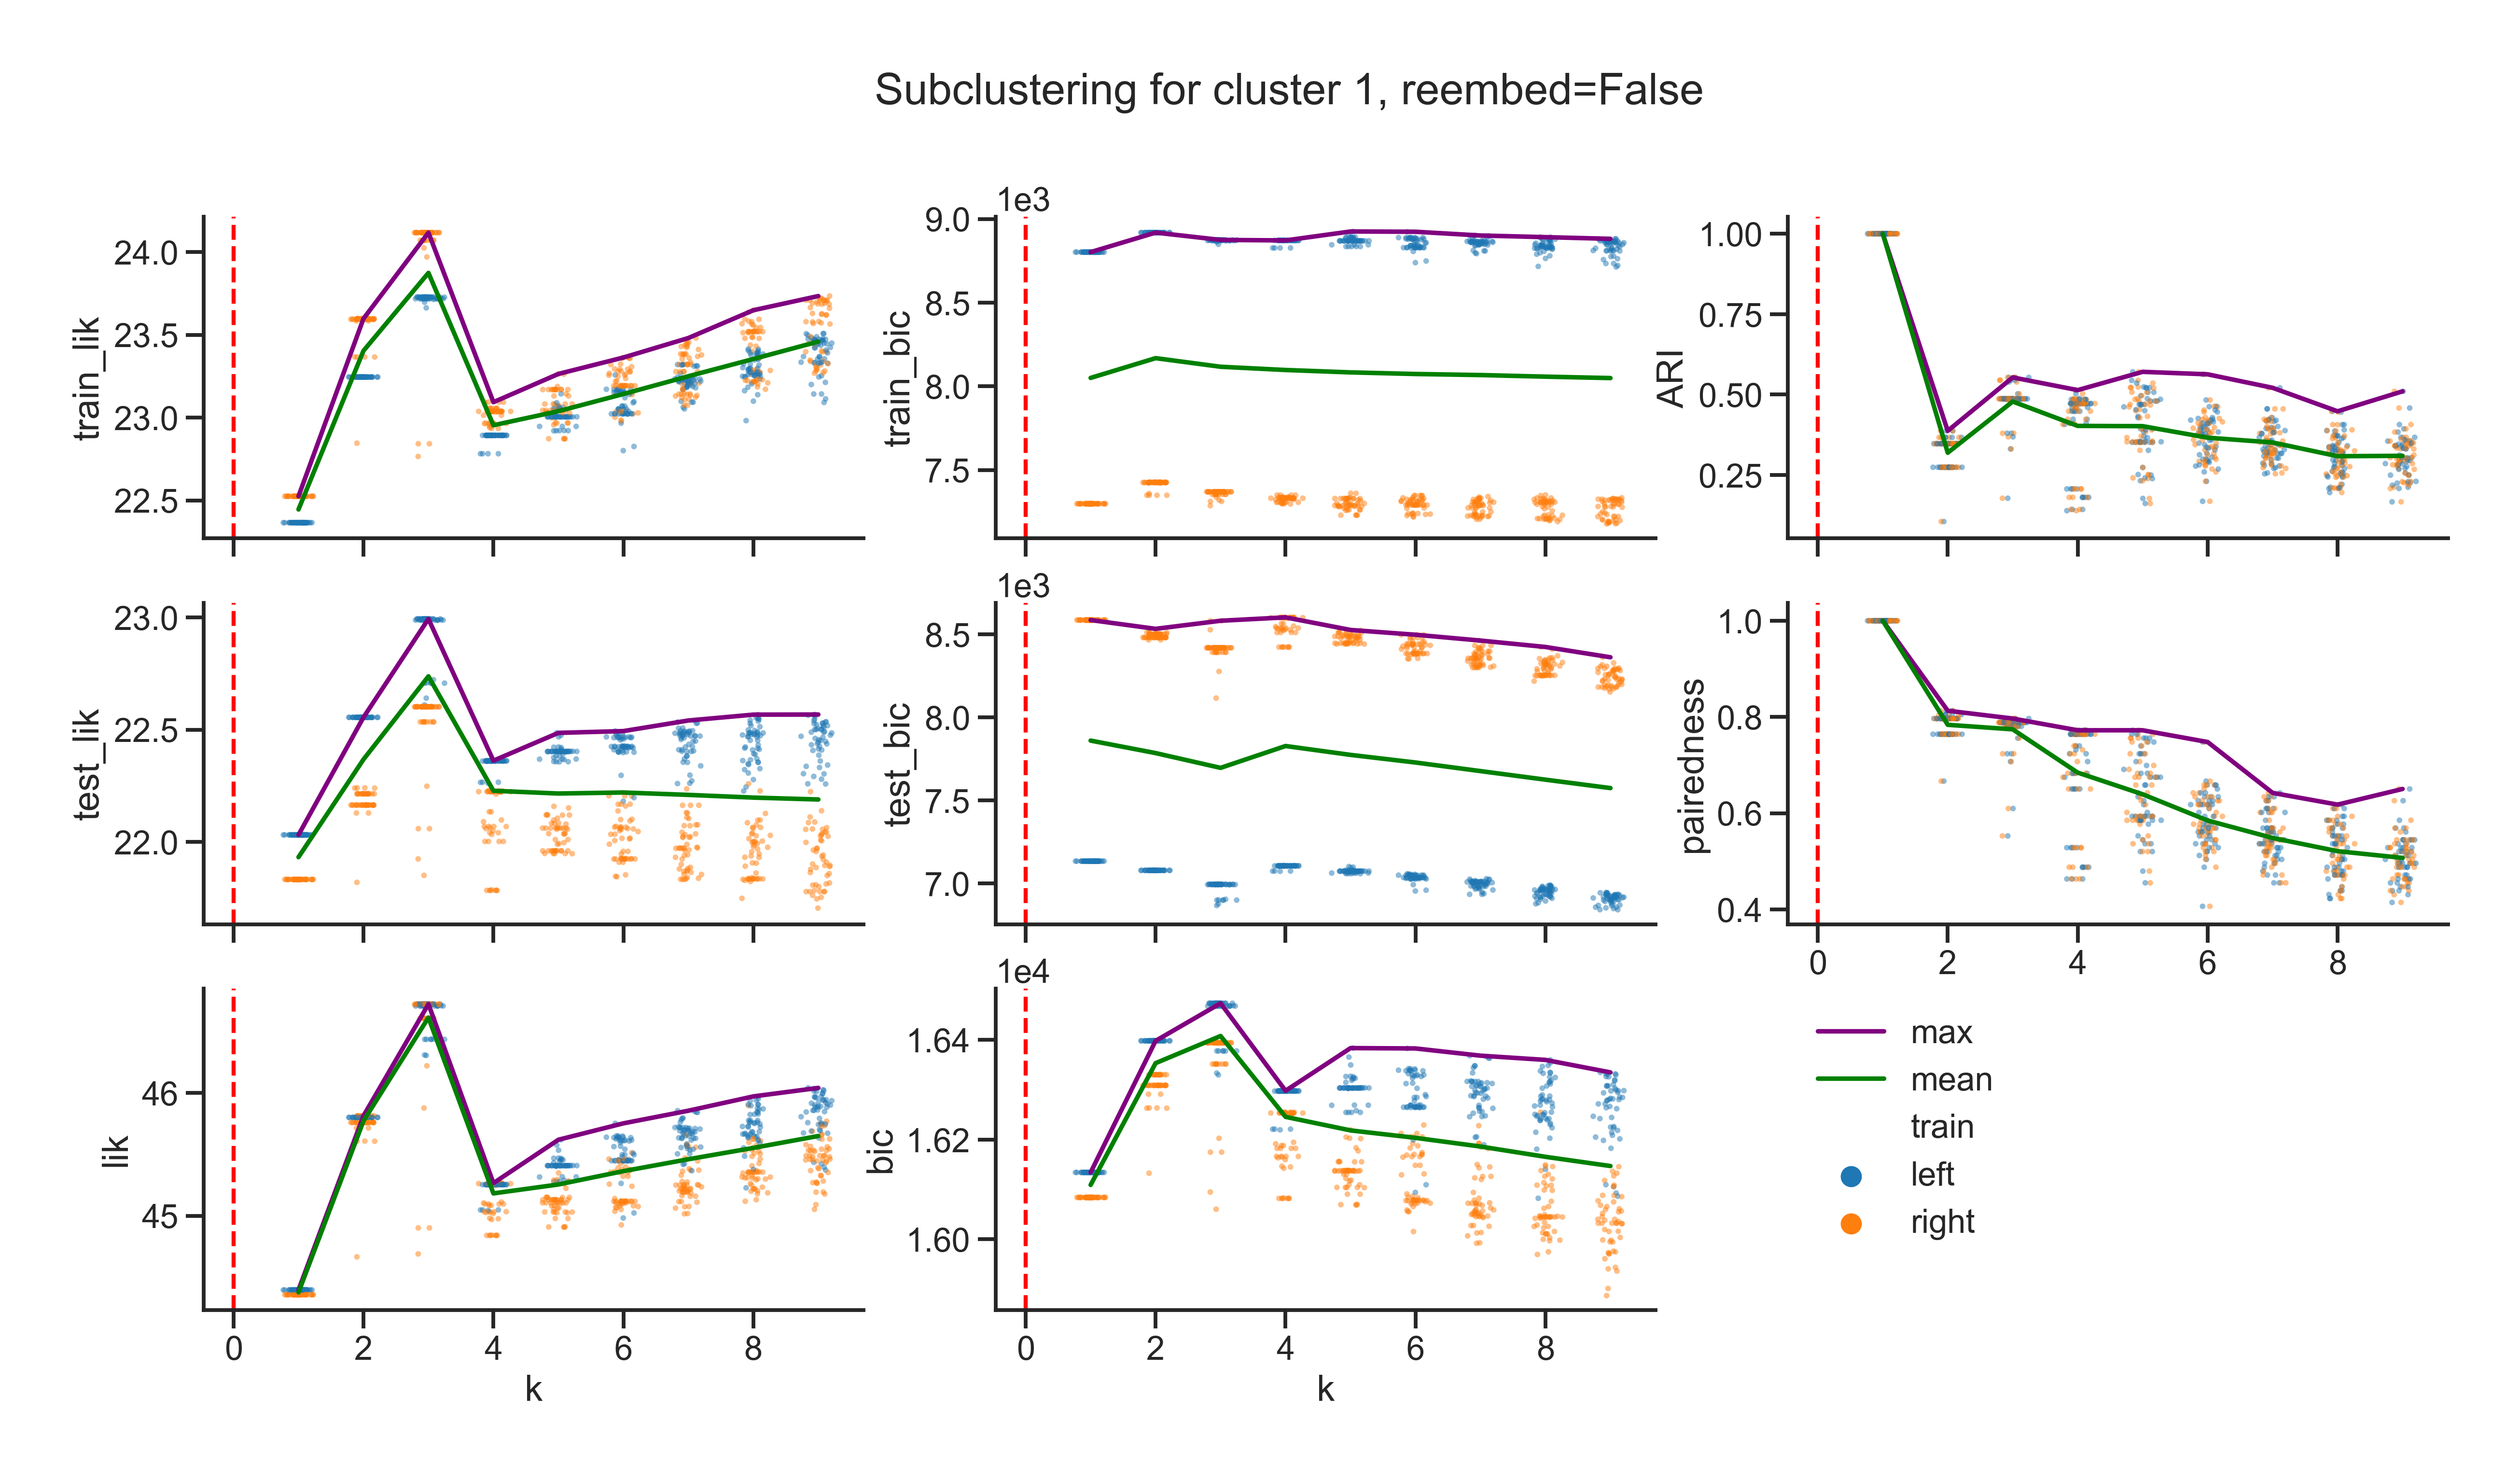 Subclustering for cluster 1, reembed=False
train_lik
24.0
23.5
23.0
22.5
1e3
train_bic
9.0
8.5
8.0
7.5
ARI
1.00
0.75
0.50
0.25
test_lik
23.0
22.5
22.0
1e3
test_bic
8.5
8.0
7.5
7.0
pairedness
1.0
0.8
0.6
0.4
0 2 4 6 8
lik
46
45
0 2 4 6 8
k
1e4
bic
1.64
1.62
1.60
0 2 4 6 8
k
max
mean
train
left
right